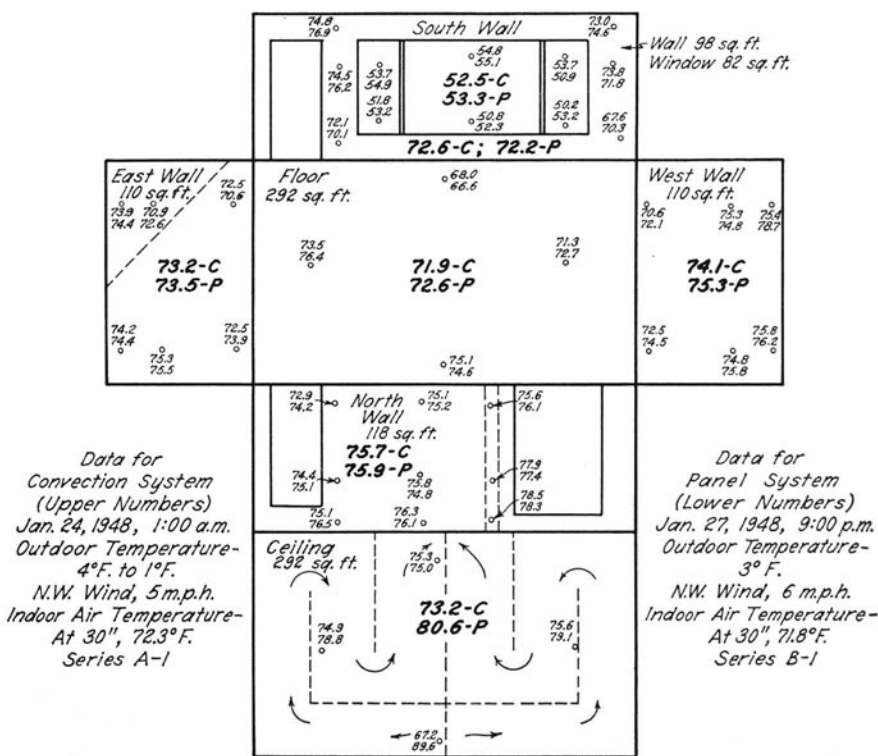 South Wall
74.8
76.9
73.0
74.6
Wall 98 sq. ft.
Window 82 sq. ft.
54.8
55.1
74.5
76.2
53.7
54.9
53.7
50.9
73.8
71.8
52.5-C
53.3-P
51.8
53.2
50.8
52.3
50.2
53.2
72.1
70.1
67.6
70.3
72.6-C; 72.2-P
East Wall
110 sq. ft.
72.5
70.6
73.9
74.4
70.9
72.6
73.2-C
73.5-P
74.2
74.4
75.3
75.5
72.5
73.9
Floor
292 sq. ft.
68.0
66.6
73.5
76.4
71.3
72.7
71.9-C
72.6-P
75.1
74.6
West Wall
110 sq. ft.
70.6
72.1
75.3
74.8
75.4
78.7
74.1-C
75.3-P
72.5
74.5
74.8
75.8
75.8
76.2
72.9
74.2
North
Wall
118 sq. ft.
75.1
75.2
75.6
76.1
75.7-C
75.9-P
74.4
75.1
75.8
74.8
77.9
77.4
75.1
76.5
76.3
76.1
78.5
78.3
Data for
Convection System
(Upper Numbers)
Jan. 24, 1948, 1:00 a.m.
Outdoor Temperature-
4°F. to 1°F.
N.W. Wind, 5 m.p.h.
Indoor Air Temperature-
At 30", 72.3°F.
Series A-1
Ceiling
292 sq. ft.
75.3
75.0
73.2-C
80.6-P
74.9
78.8
75.6
79.1
67.2
89.6
Data for
Panel System
(Lower Numbers)
Jan. 27, 1948, 9:00 p.m.
Outdoor Temperature-
3° F.
N.W. Wind, 6 m.p.h.
Indoor Air Temperature-
At 30", 71.8°F.
Series B-1